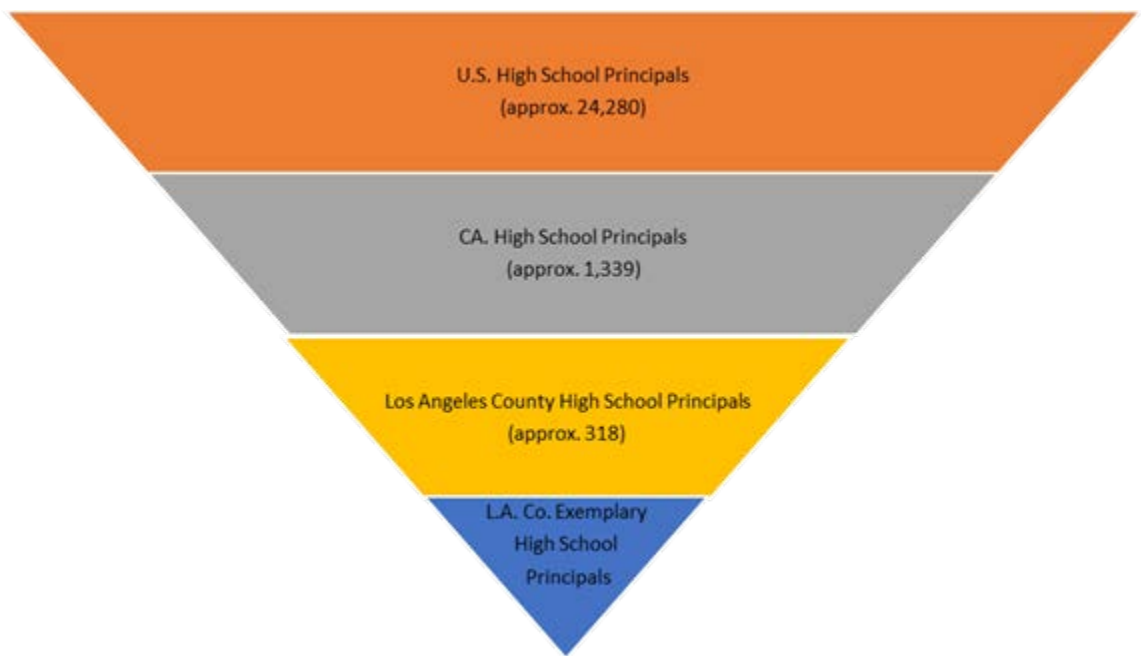 U.S. High School Principals
(approx. 24,280)
CA. High School Principals
(approx. 1,339)
Los Angeles County High School Principals
(approx. 318)
L.A. Co. Exemplary
High School
Principals